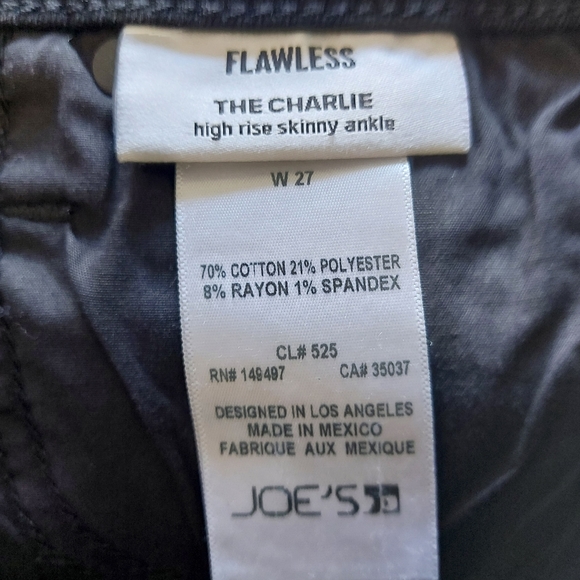 FLAWLESS
THE CHARLIE
high rise skinny ankle
W 27
70% COTTON 21% POLYESTER
8% RAYON 1% SPANDEX
CL# 525
RN# 149497 CA# 35037
DESIGNED IN LOS ANGELES
MADE IN MEXICO
FABRIQUE AUX MEXIQUE
JOE'S